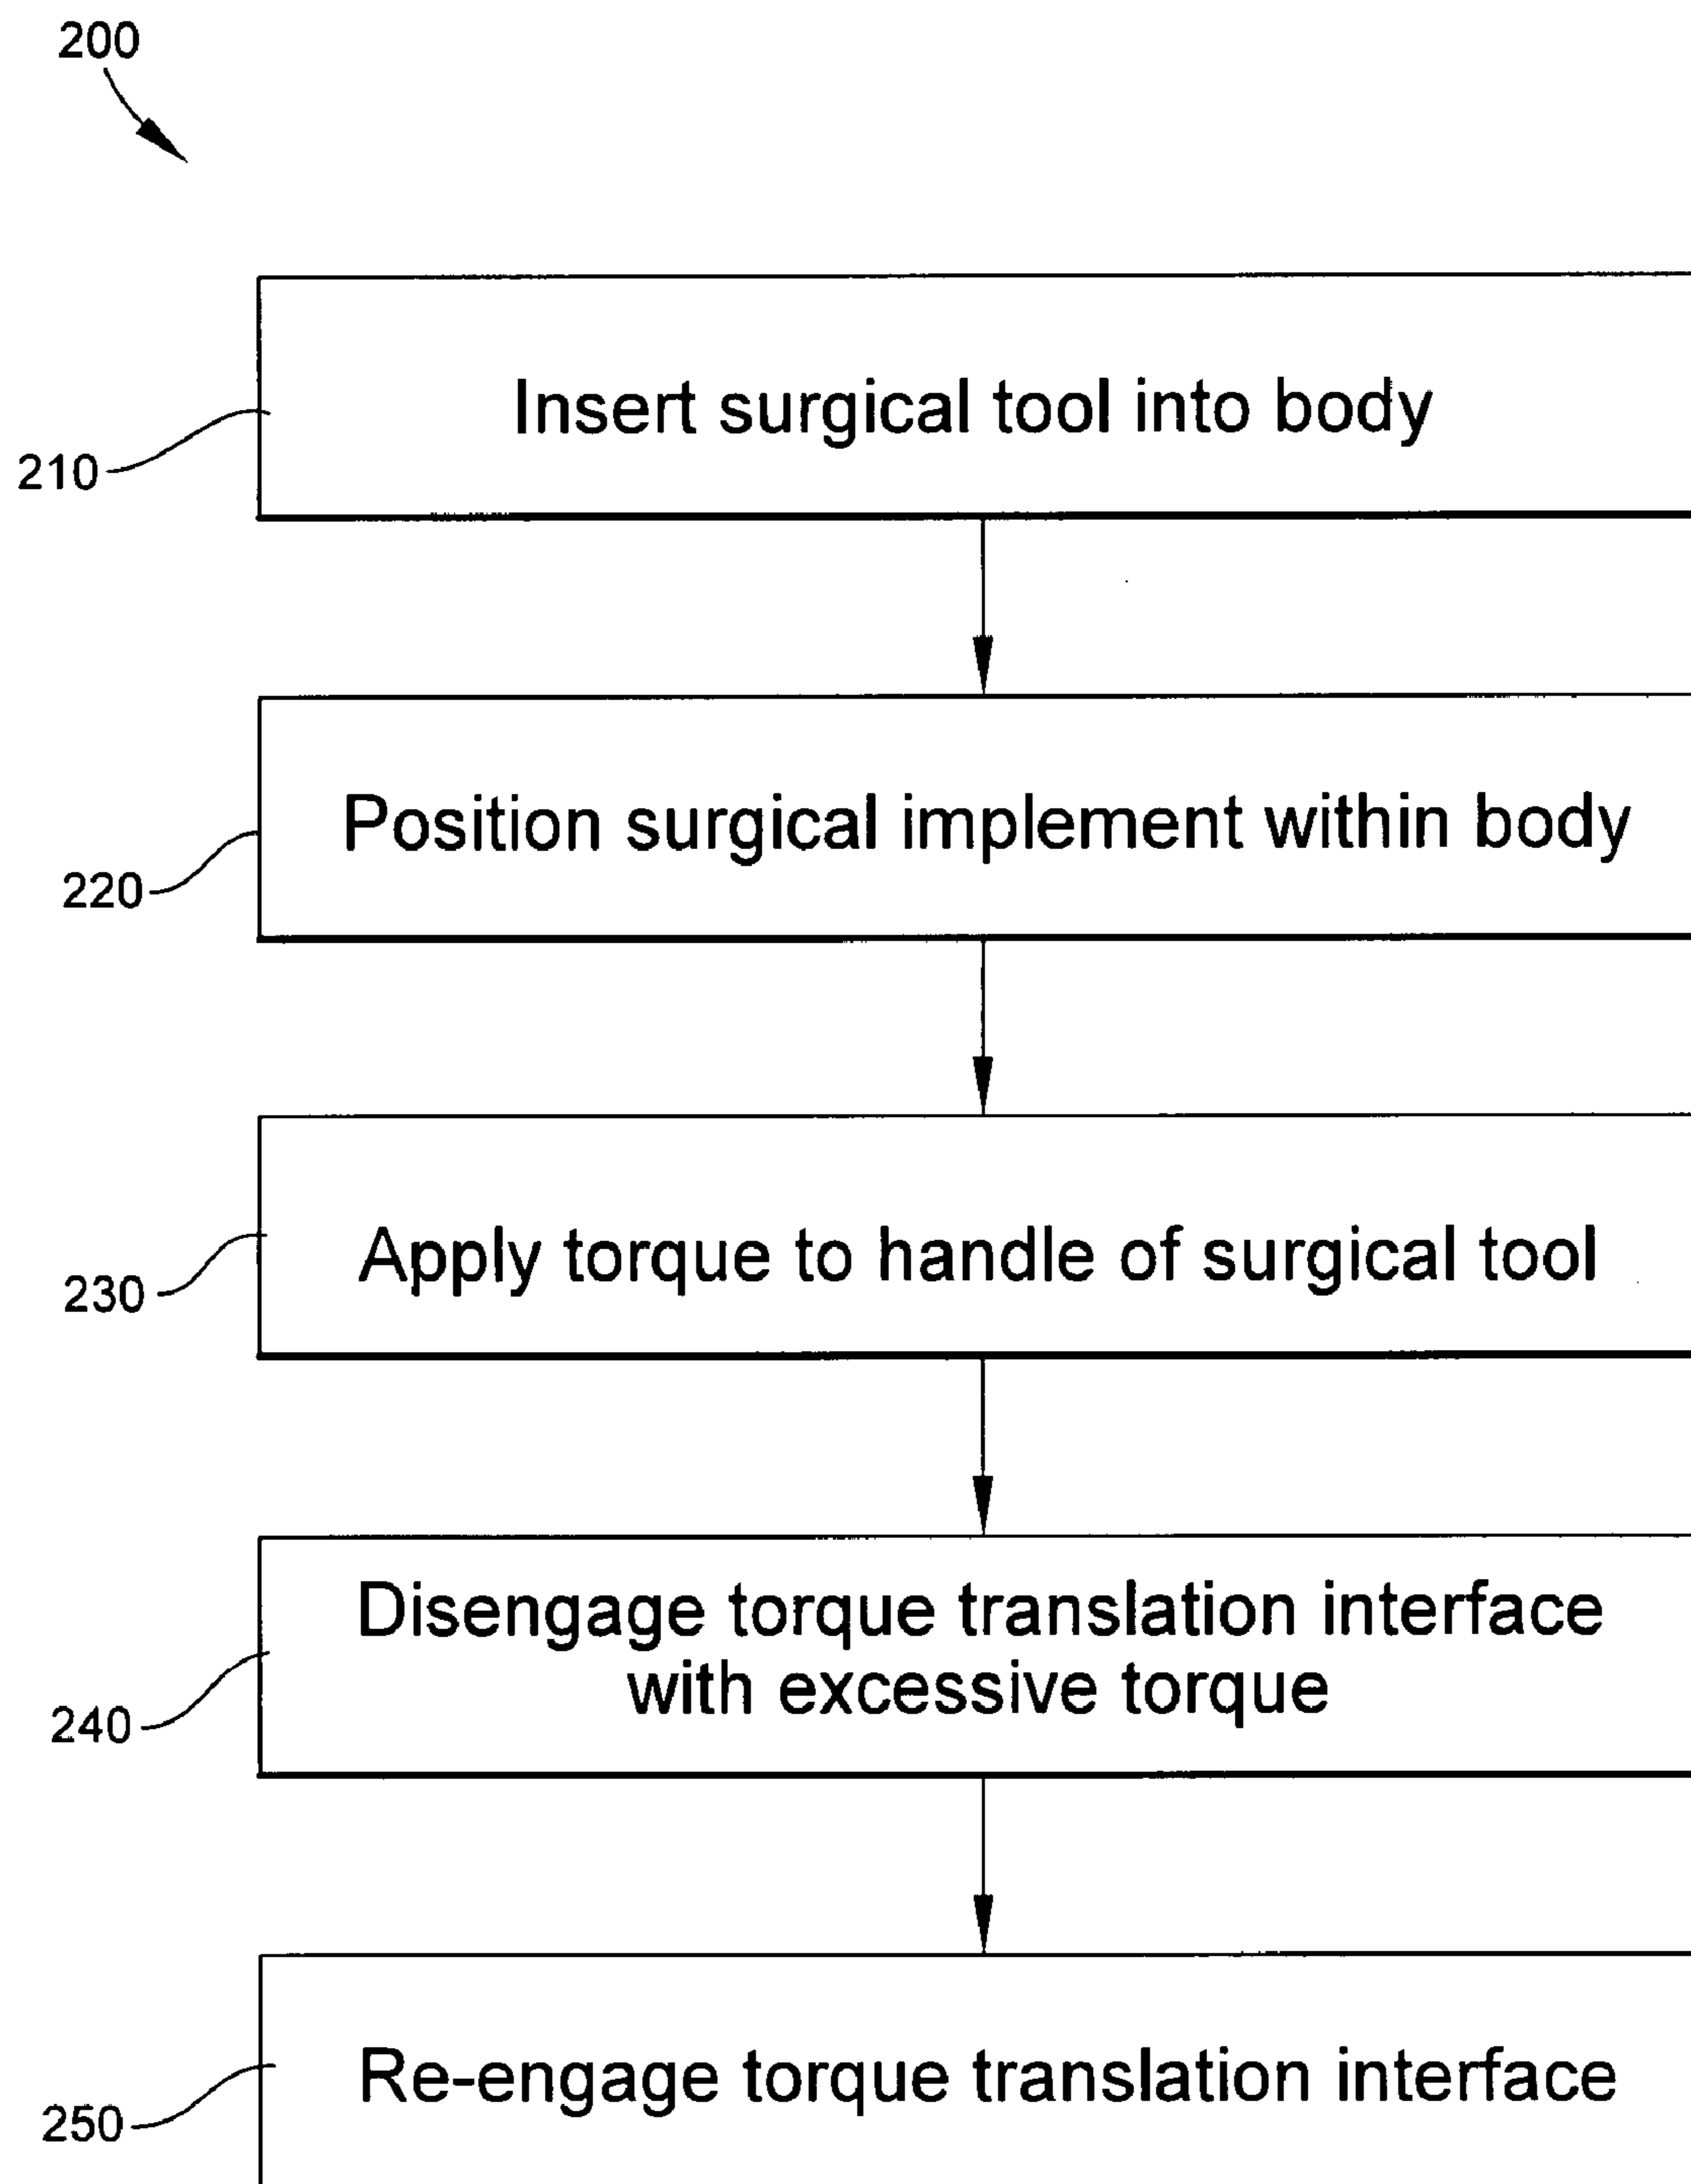 200
Insert surgical tool into body
210
Position surgical implement within body
220
Apply torque to handle of surgical tool
230
Disengage torque translation interface
with excessive torque
240
Re-engage torque translation interface
250